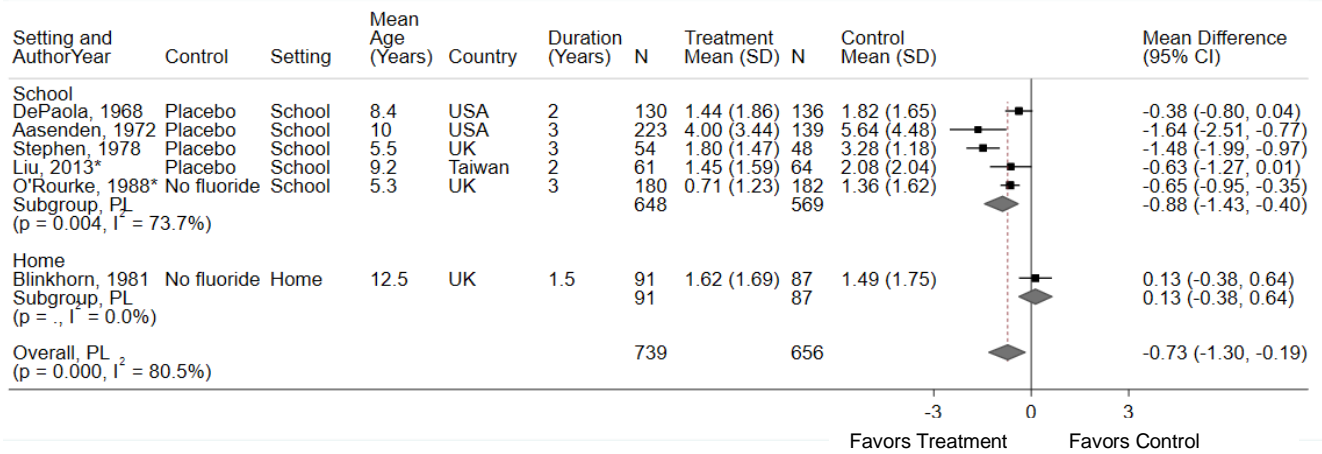 Setting and AuthorYear Control Setting Mean Age (Years) Country Duration (Years) N Treatment Mean (SD) N Control Mean (SD) Mean Difference (95% CI)
School
DePaola, 1968 Placebo School 8.4 USA 2 130 1.44 (1.86) 136 1.82 (1.65) -0.38 (-0.80, 0.04)
Aasenden, 1972 Placebo School 10 USA 3 223 4.00 (3.44) 139 5.64 (4.48) -1.64 (-2.51, -0.77)
Stephen, 1978 Placebo School 5.5 UK 3 54 1.80 (1.47) 48 3.28 (1.18) -1.48 (-1.99, -0.97)
Liu, 2013* Placebo School 9.2 Taiwan 2 61 1.45 (1.59) 64 2.08 (2.04) -0.63 (-1.27, 0.01)
O'Rourke, 1988* No fluoride School 5.3 UK 3 180 0.71 (1.23) 182 1.36 (1.62) -0.65 (-0.95, -0.35)
Subgroup, PL 648 569 -0.88 (-1.43, -0.40)
(p = 0.004, I² = 73.7%)
Home
Blinkhorn, 1981 No fluoride Home 12.5 UK 1.5 91 1.62 (1.69) 87 1.49 (1.75) 0.13 (-0.38, 0.64)
Subgroup, PL 91 87 0.13 (-0.38, 0.64)
(p = ., I² = 0.0%)
Overall, PL 739 656 -0.73 (-1.30, -0.19)
(p = 0.000, I² = 80.5%)
-3 0 3
Favors Treatment Favors Control